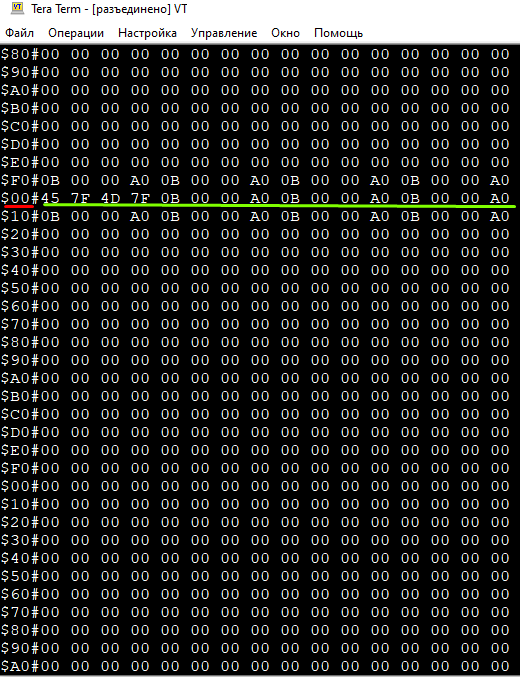 Tera Term - [разъединено] VT
Файл Операции Настройка Управление Окно Помощь
$80#00 00 00 00 00 00 00 00 00 00 00 00 00 00 00 00
$90#00 00 00 00 00 00 00 00 00 00 00 00 00 00 00 00
$A0#00 00 00 00 00 00 00 00 00 00 00 00 00 00 00 00
$B0#00 00 00 00 00 00 00 00 00 00 00 00 00 00 00 00
$C0#00 00 00 00 00 00 00 00 00 00 00 00 00 00 00 00
$D0#00 00 00 00 00 00 00 00 00 00 00 00 00 00 00 00
$E0#00 00 00 00 00 00 00 00 00 00 00 00 00 00 00 00
$F0#0B 00 00 A0 0B 00 00 A0 0B 00 00 A0 0B 00 00 A0
$00#45 7F 4D 7F 0B 00 00 A0 0B 00 00 A0 0B 00 00 A0
$10#0B 00 00 A0 0B 00 00 A0 0B 00 00 A0 0B 00 00 A0
$20#00 00 00 00 00 00 00 00 00 00 00 00 00 00 00 00
$30#00 00 00 00 00 00 00 00 00 00 00 00 00 00 00 00
$40#00 00 00 00 00 00 00 00 00 00 00 00 00 00 00 00
$50#00 00 00 00 00 00 00 00 00 00 00 00 00 00 00 00
$60#00 00 00 00 00 00 00 00 00 00 00 00 00 00 00 00
$70#00 00 00 00 00 00 00 00 00 00 00 00 00 00 00 00
$80#00 00 00 00 00 00 00 00 00 00 00 00 00 00 00 00
$90#00 00 00 00 00 00 00 00 00 00 00 00 00 00 00 00
$A0#00 00 00 00 00 00 00 00 00 00 00 00 00 00 00 00
$B0#00 00 00 00 00 00 00 00 00 00 00 00 00 00 00 00
$C0#00 00 00 00 00 00 00 00 00 00 00 00 00 00 00 00
$D0#00 00 00 00 00 00 00 00 00 00 00 00 00 00 00 00
$E0#00 00 00 00 00 00 00 00 00 00 00 00 00 00 00 00
$F0#00 00 00 00 00 00 00 00 00 00 00 00 00 00 00 00
$00#00 00 00 00 00 00 00 00 00 00 00 00 00 00 00 00
$10#00 00 00 00 00 00 00 00 00 00 00 00 00 00 00 00
$20#00 00 00 00 00 00 00 00 00 00 00 00 00 00 00 00
$30#00 00 00 00 00 00 00 00 00 00 00 00 00 00 00 00
$40#00 00 00 00 00 00 00 00 00 00 00 00 00 00 00 00
$50#00 00 00 00 00 00 00 00 00 00 00 00 00 00 00 00
$60#00 00 00 00 00 00 00 00 00 00 00 00 00 00 00 00
$70#00 00 00 00 00 00 00 00 00 00 00 00 00 00 00 00
$80#00 00 00 00 00 00 00 00 00 00 00 00 00 00 00 00
$90#00 00 00 00 00 00 00 00 00 00 00 00 00 00 00 00
$A0#00 00 00 00 00 00 00 00 00 00 00 00 00 00 00 00